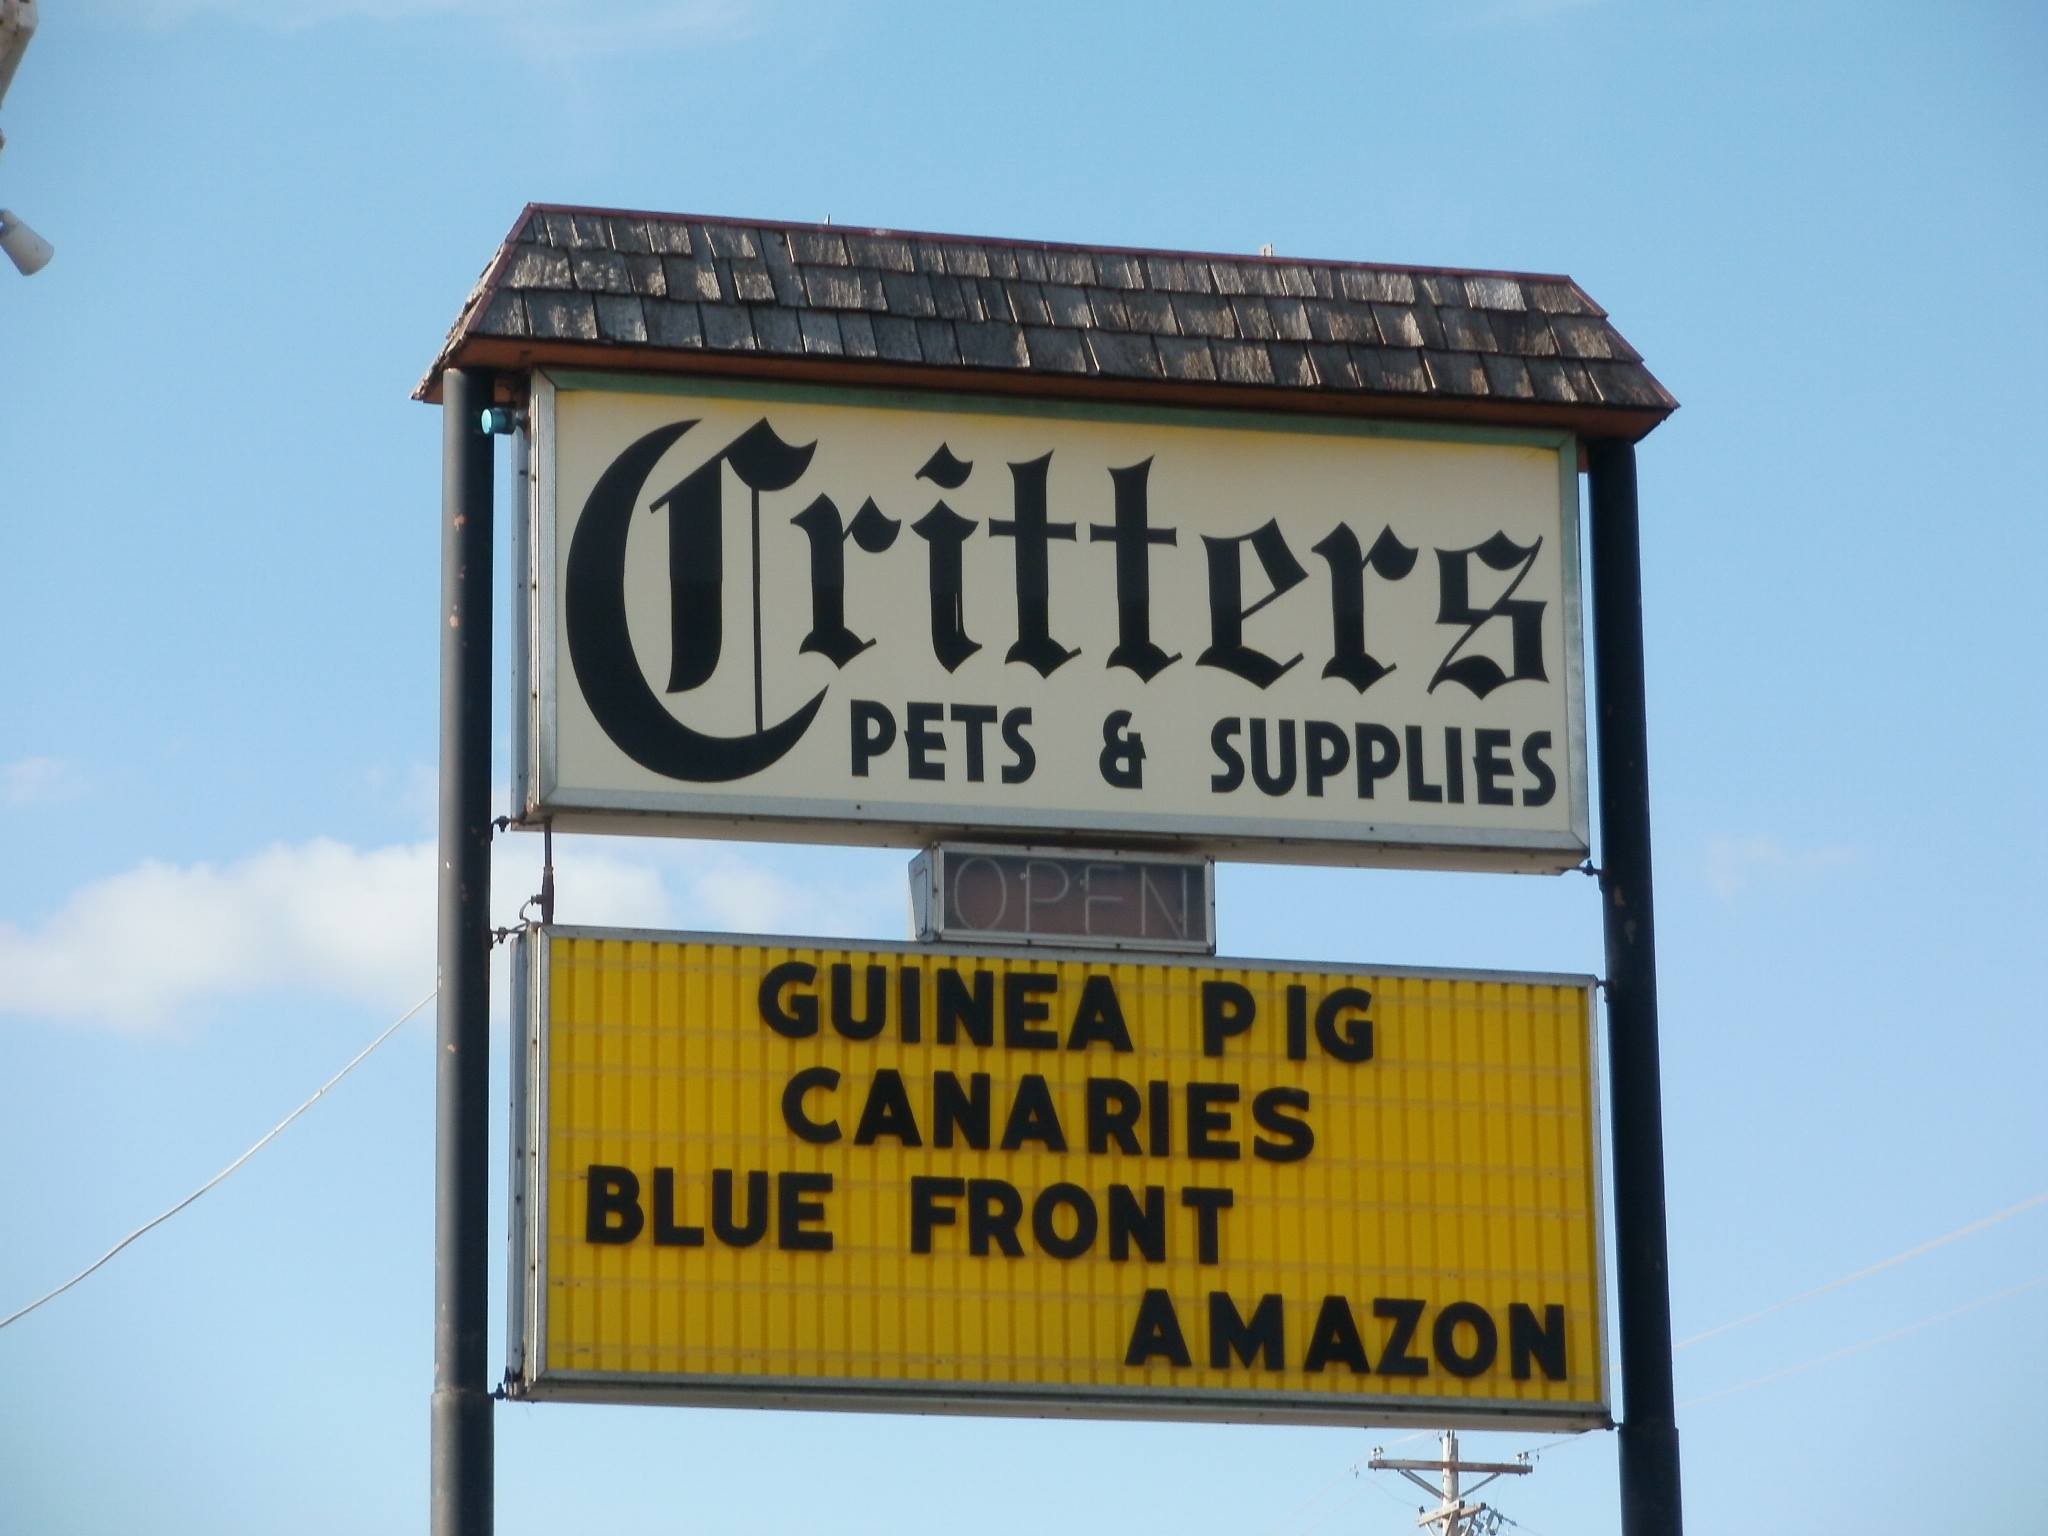 Critters
PETS & SUPPLIES
OPEN
GUINEA PIG
CANARIES
BLUE FRONT
AMAZON